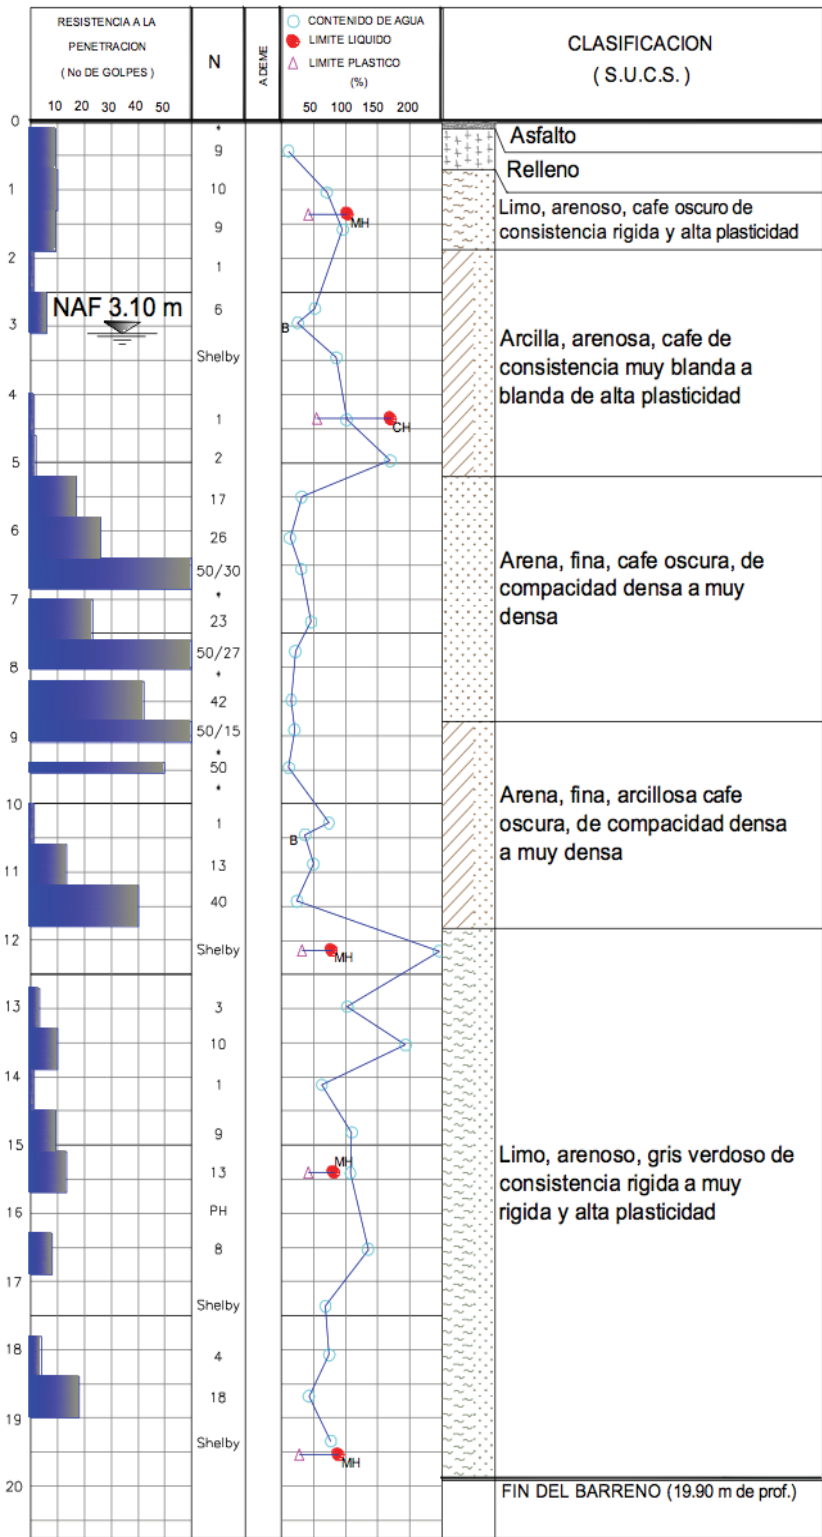 RESISTENCIA A LA
PENETRACION
( No DE GOLPES )
10 20 30 40 50
N
ADEME
CONTENIDO DE AGUA
LIMITE LIQUIDO
LIMITE PLASTICO
(%)
50 100 150 200
CLASIFICACION
( S.U.C.S. )
0
*
9
Asfalto
Relleno
1
10
MH
9
Limo, arenoso, cafe oscuro de
consistencia rigida y alta plasticidad
2
1
NAF 3.10 m
6
3
B
Shelby
Arcilla, arenosa, cafe de
consistencia muy blanda a
blanda de alta plasticidad
4
1
CH
2
5
17
6
26
50/30
Arena, fina, cafe oscura, de
compacidad densa a muy
densa
7
*
23
50/27
8
*
42
50/15
9
*
50
*
10
1
B
Arena, fina, arcillosa cafe
oscura, de compacidad densa
a muy densa
13
11
40
12
Shelby
MH
13
3
10
14
1
9
15
MH
13
Limo, arenoso, gris verdoso de
consistencia rigida a muy
rigida y alta plasticidad
16
PH
8
17
Shelby
18
4
18
19
Shelby
MH
20
FIN DEL BARRENO (19.90 m de prof.)